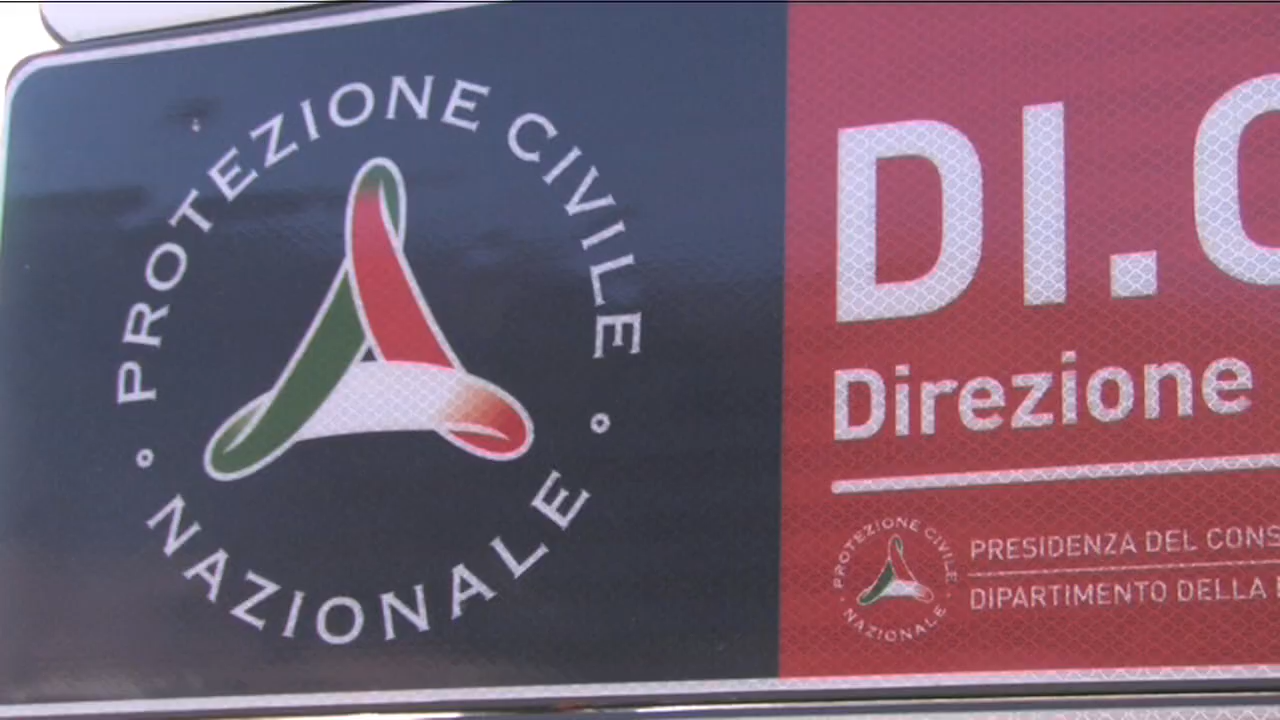 PROTEZIONE CIVILE
NAZIONALE
DI.
Direzione
PROTEZIONE CIVILE
NAZIONALE
PRESIDENZA DEL CONS
DIPARTIMENTO DELLA